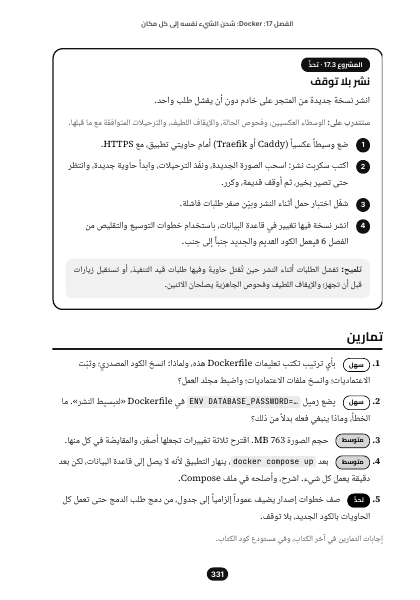 الفصل 17: Docker: شحن الشيء نفسه إلى كل مكان
المشروع 17.3 · تحدٍّ
نشر بلا توقف
انشر نسخة جديدة من المتجر على خادم دون أن يفشل طلب واحد.
ستتدرب على: الوسطاء العكسيين، وفحوص الحالة، والإيقاف اللطيف، والترحيلات المتوافقة مع ما قبلها.
1 ضع وسيطاً عكسياً (Caddy أو Traefik) أمام حاويتي تطبيق، مع HTTPS.
2 اكتب سكربت نشر: اسحب الصورة الجديدة، ونفّذ الترحيلات، وابدأ حاوية جديدة، وانتظر
حتى تصير بخير، ثم أوقف قديمة، وكرر.
3 شغّل اختبار حمل أثناء النشر وبيّن صفر طلبات فاشلة.
4 انشر نسخة فيها تغيير في قاعدة البيانات، باستخدام خطوات التوسيع والتقليص من
الفصل 6 فيعمل الكود القديم والجديد جنباً إلى جنب.
تلميح: تفشل الطلبات أثناء النشر حين تُقتل حاوية وفيها طلبات قيد التنفيذ، أو تستقبل زيارات
قبل أن تجهز؛ والإيقاف اللطيف وفحوص الجاهزية يصلحان الاثنين.
تمارين
1. سهل بأي ترتيب تكتب تعليمات Dockerfile هذه، ولماذا: انسخ الكود المصدري؛ وثبّت
الاعتماديات؛ وانسخ ملفات الاعتماديات؛ واضبط مجلد العمل؟
2. سهل يضع زميل ENV DATABASE_PASSWORD=… في Dockerfile «لتبسيط النشر». ما
الخطأ، وماذا ينبغي فعله بدلاً من ذلك؟
3. متوسط حجم الصورة 763 MB. اقترح ثلاثة تغييرات تجعلها أصغر، والمقايضة في كل منها.
4. متوسط بعد docker compose up، ينهار التطبيق لأنه لا يصل إلى قاعدة البيانات، لكن بعد
دقيقة يعمل كل شيء. اشرح، وأصلحه في ملف Compose.
5. تحدٍّ صف خطوات إصدار يضيف عموداً إلزامياً إلى جدول، من دمج طلب الدمج حتى تعمل كل
الحاويات بالكود الجديد، بلا توقف.
إجابات التمارين في آخر الكتاب، وفي مستودع كود الكتاب.
331